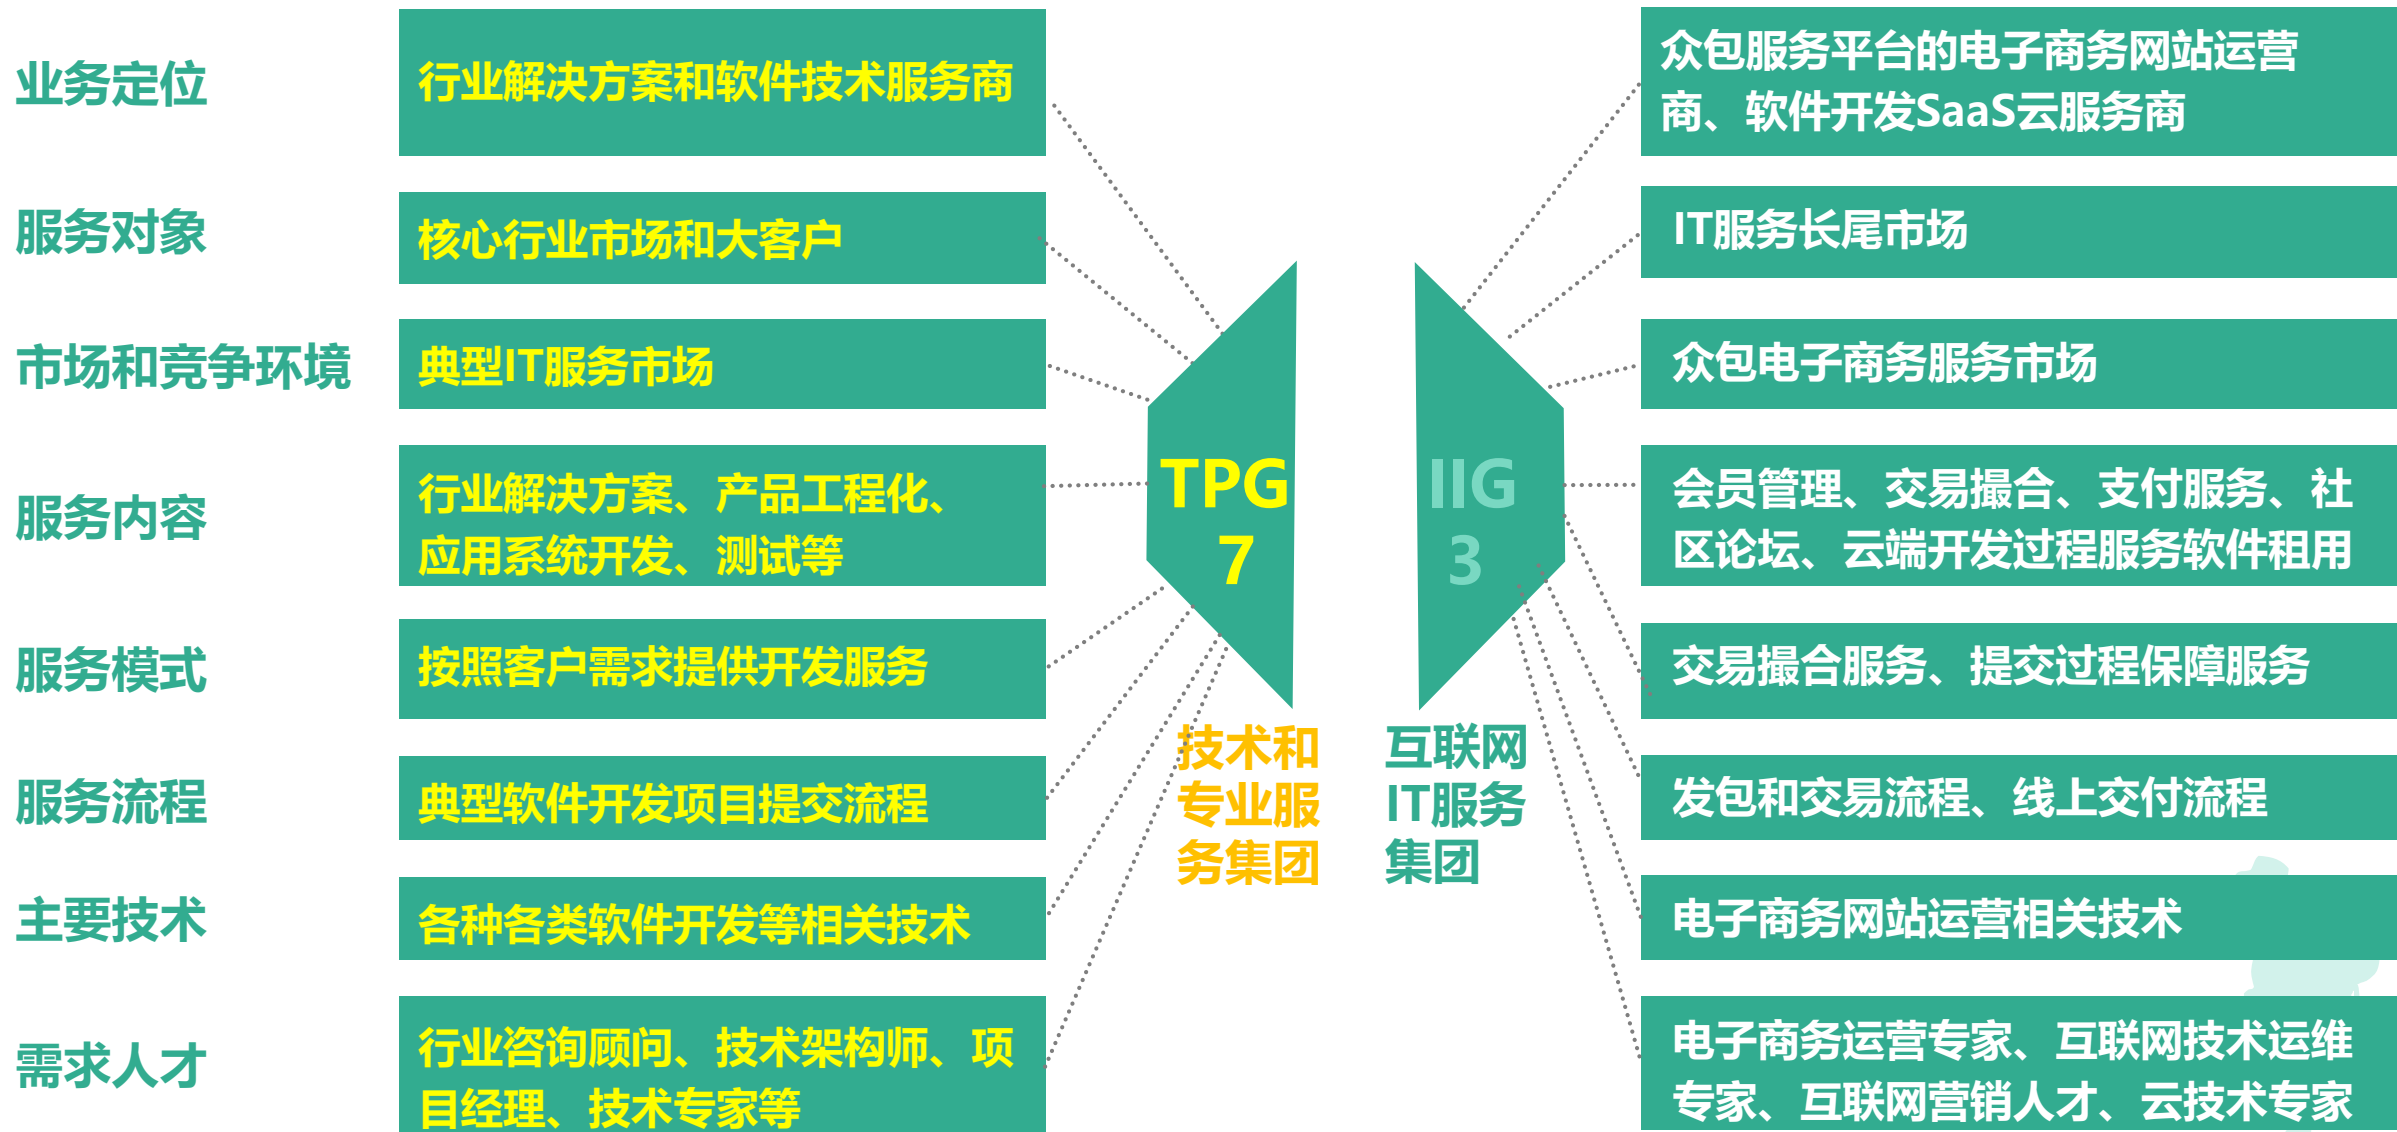 业务定位
行业解决方案和软件技术服务商
众包服务平台的电子商务网站运营
商、软件开发SaaS云服务商
服务对象
核心行业市场和大客户
IT服务长尾市场
市场和竞争环境
典型IT服务市场
众包电子商务服务市场
服务内容
行业解决方案、产品工程化、
应用系统开发、测试等
TPG
7
IIG
3
会员管理、交易撮合、支付服务、社
区论坛、云端开发过程服务软件租用
服务模式
按照客户需求提供开发服务
交易撮合服务、提交过程保障服务
技术和
专业服
务集团
互联网
IT服务
集团
服务流程
典型软件开发项目提交流程
发包和交易流程、线上交付流程
主要技术
各种各类软件开发等相关技术
电子商务网站运营相关技术
需求人才
行业咨询顾问、技术架构师、项
目经理、技术专家等
电子商务运营专家、互联网技术运维
专家、互联网营销人才、云技术专家